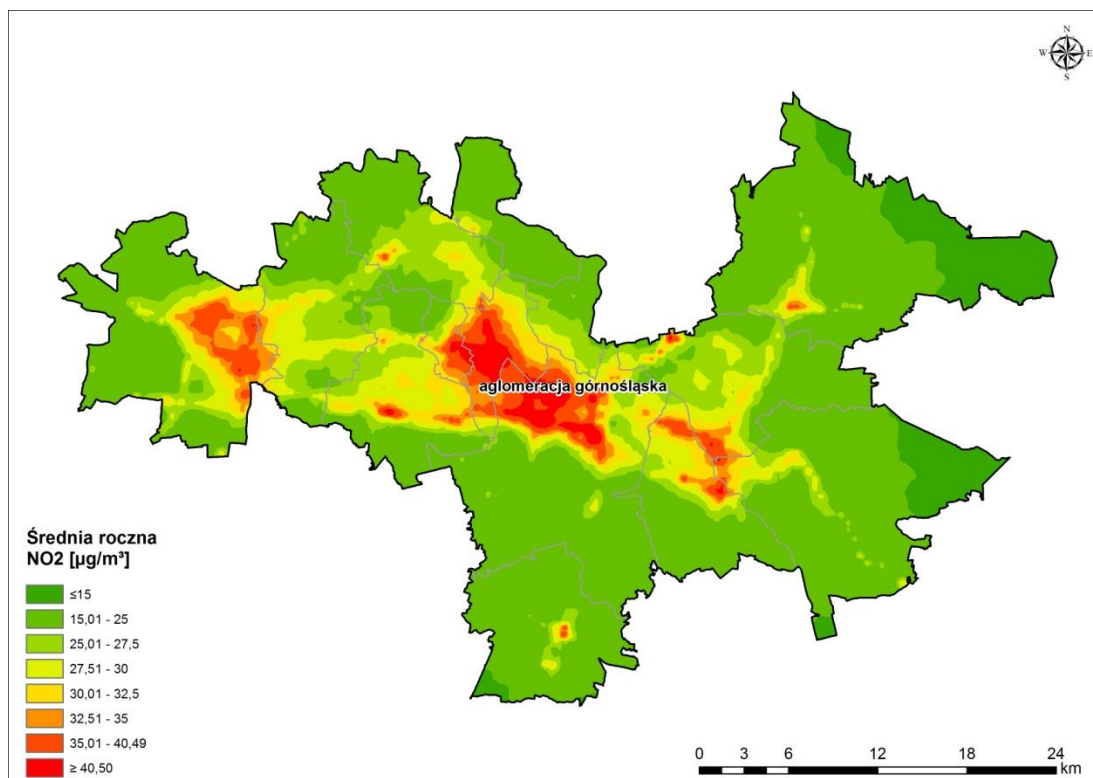 N
W E
S
aglomeracja górnośląska
Średnia roczna
NO2 [µg/m³]
≤15
15,01 - 25
25,01 - 27,5
27,51 - 30
30,01 - 32,5
32,51 - 35
35,01 - 40,49
≥ 40,50
0 3 6 12 18 24
km